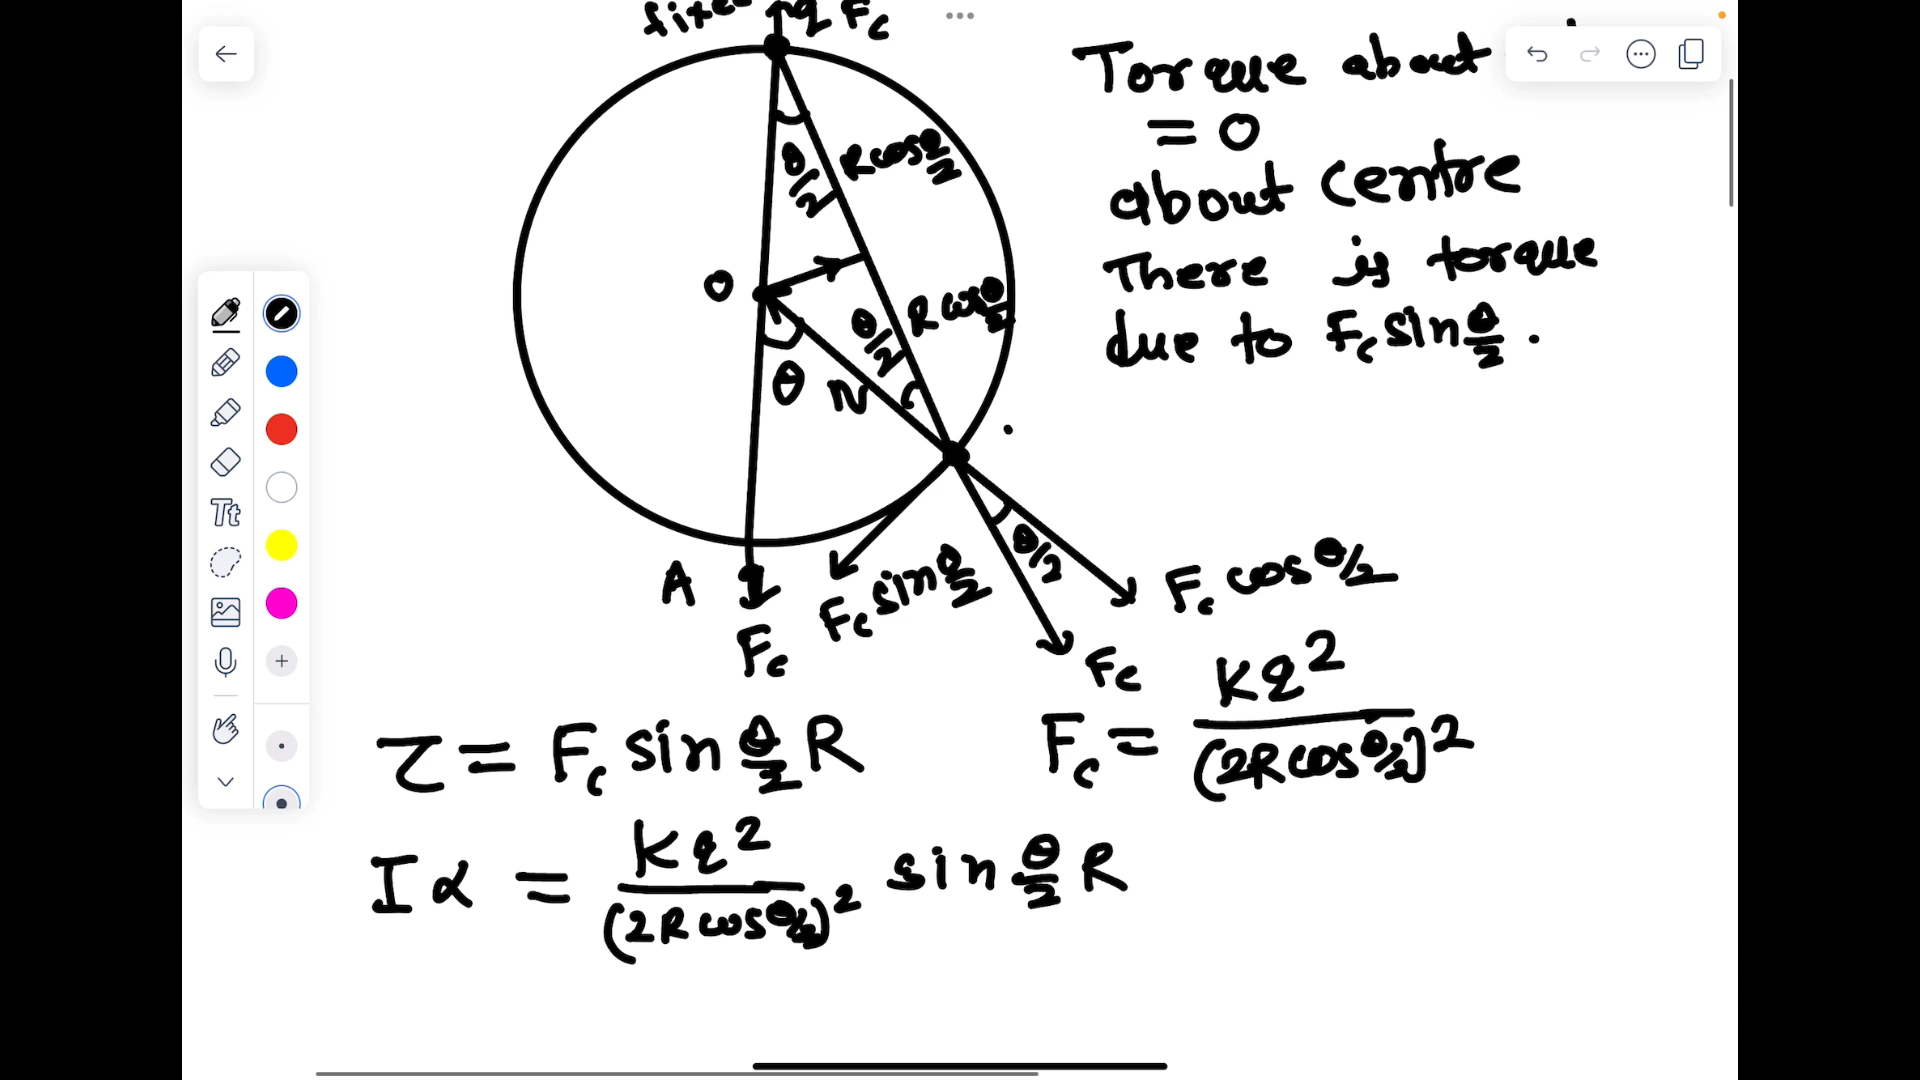 fixed q Fc
Torque about
= 0
about centre
There is torque
due to Fc sin θ/2 .
θ/2
R cos θ/2
O
θ
N
θ/2
R cos θ/2
A
Fc
Fc sin θ/2
θ/2
Fc cos θ/2
Fc
τ = Fc sin θ/2 R
Fc = Kq² / (2R cos θ/2)²
Iα = Kq² / (2R cos θ/2)² sin θ/2 R
Tt